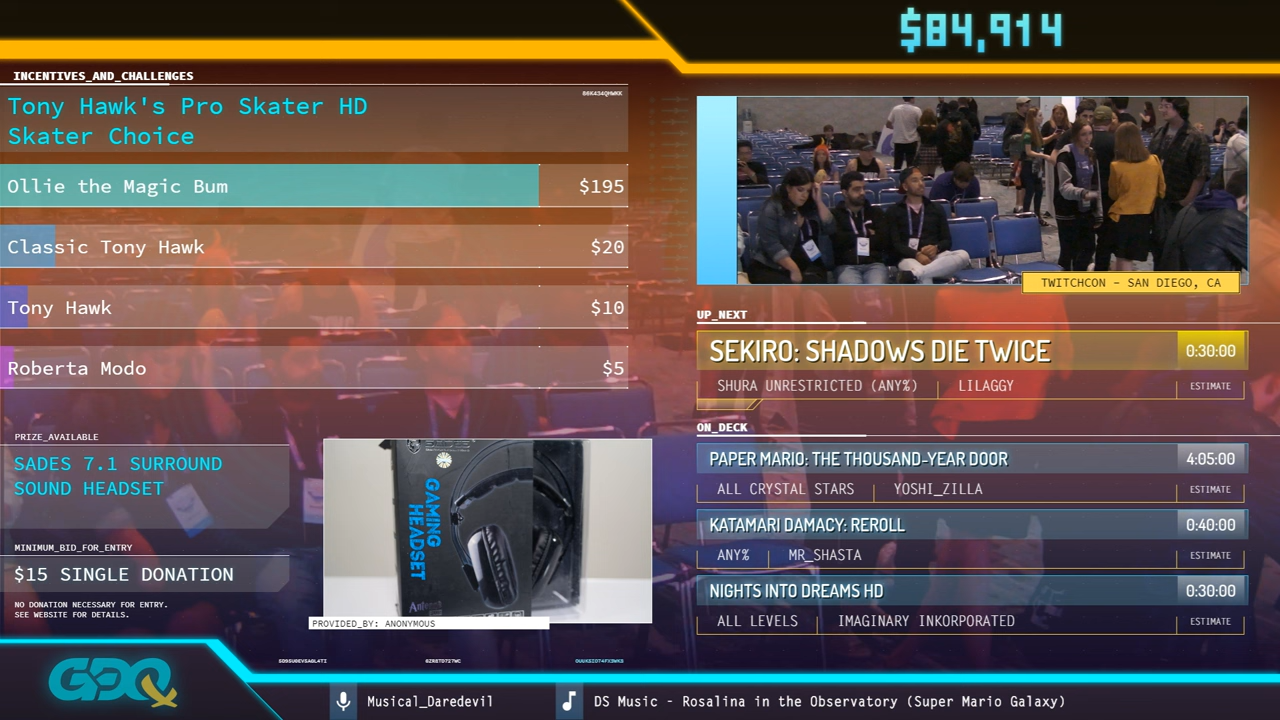 $84,914
INCENTIVES_AND_CHALLENGES
Tony Hawk's Pro Skater HD
Skater Choice
Ollie the Magic Bum $195
Classic Tony Hawk $20
Tony Hawk $10
Roberta Modo $5
PRIZE_AVAILABLE
SADES 7.1 SURROUND
SOUND HEADSET
MINIMUM_BID_FOR_ENTRY
$15 SINGLE DONATION
NO DONATION NECESSARY FOR ENTRY.
SEE WEBSITE FOR DETAILS.
GAMING
HEADSET
PROVIDED_BY: ANONYMOUS
TWITCHCON - SAN DIEGO, CA
UP_NEXT
SEKIRO: SHADOWS DIE TWICE 0:30:00
SHURA UNRESTRICTED (ANY%) LILAGGY ESTIMATE
ON_DECK
PAPER MARIO: THE THOUSAND-YEAR DOOR 4:05:00
ALL CRYSTAL STARS YOSHI_ZILLA ESTIMATE
KATAMARI DAMACY: REROLL 0:40:00
ANY% MR_SHASTA ESTIMATE
NIGHTS INTO DREAMS HD 0:30:00
ALL LEVELS IMAGINARY INKORPORATED ESTIMATE
GDQ
Musical_Daredevil
DS Music - Rosalina in the Observatory (Super Mario Galaxy)